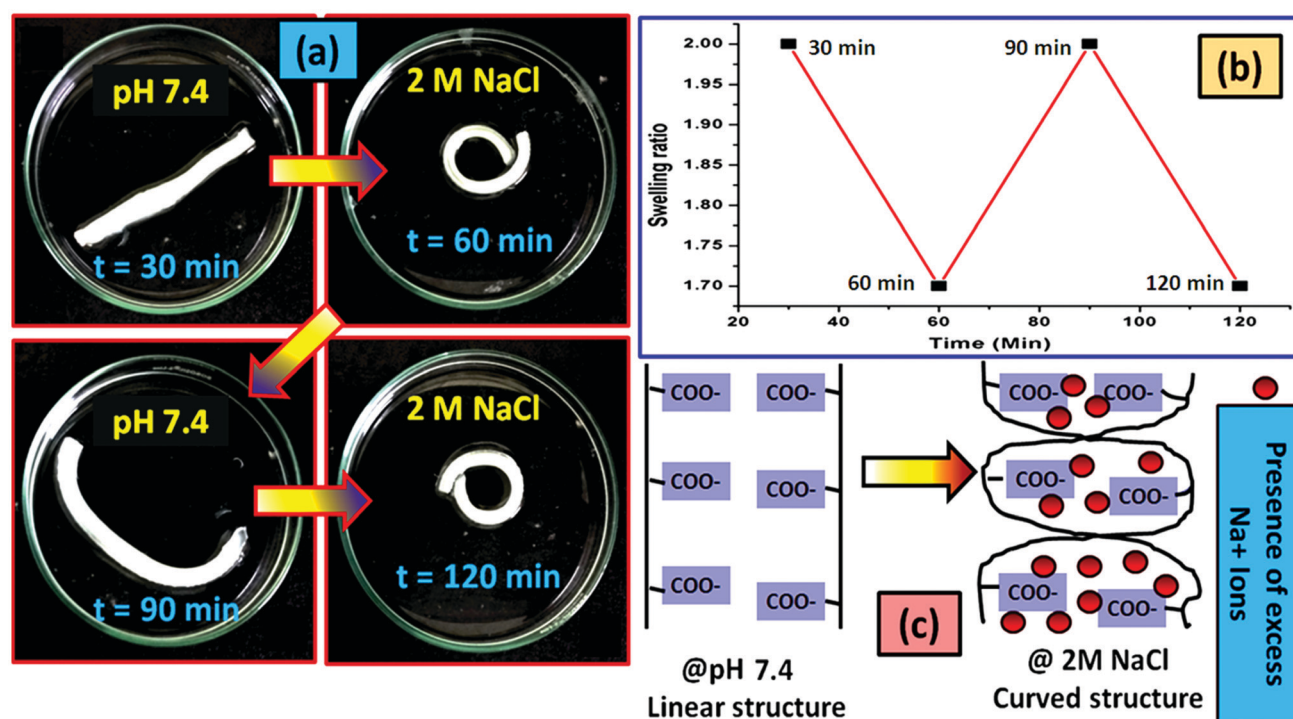 (a)
pH 7.4
t = 30 min
2 M NaCl
t = 60 min
pH 7.4
t = 90 min
2 M NaCl
t = 120 min
(b)
Swelling ratio
2.00
1.95
1.90
1.85
1.80
1.75
1.70
30 min
90 min
60 min
120 min
20
40
60
80
100
120
Time (Min)
COO-
COO-
COO-
COO-
COO-
COO-
@pH 7.4
Linear structure
(c)
COO-
COO-
COO-
COO-
COO-
COO-
@ 2M NaCl
Curved structure
Presence of excess
Na+ Ions